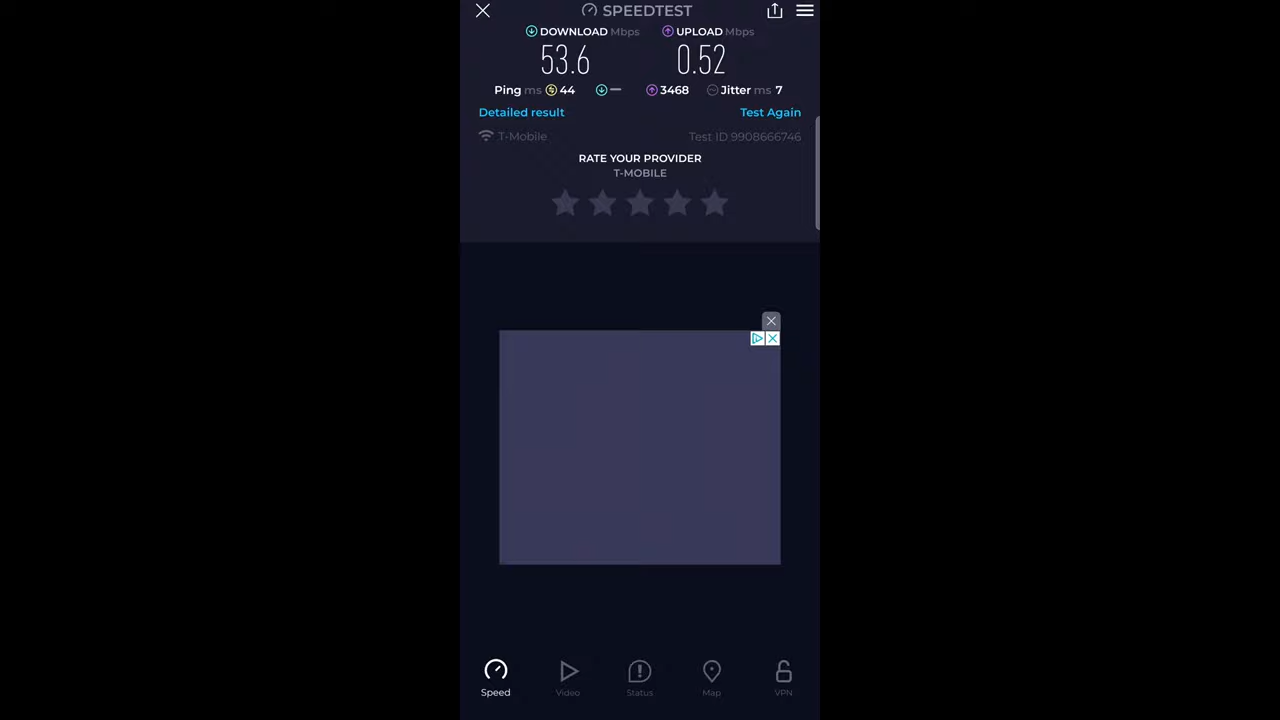 SPEEDTEST
DOWNLOAD Mbps UPLOAD Mbps
53.6 0.52
Ping ms 44 — 3468 Jitter ms 7
Detailed result Test Again
T-Mobile Test ID 9908666746
RATE YOUR PROVIDER
T-MOBILE
Speed Video Status Map VPN